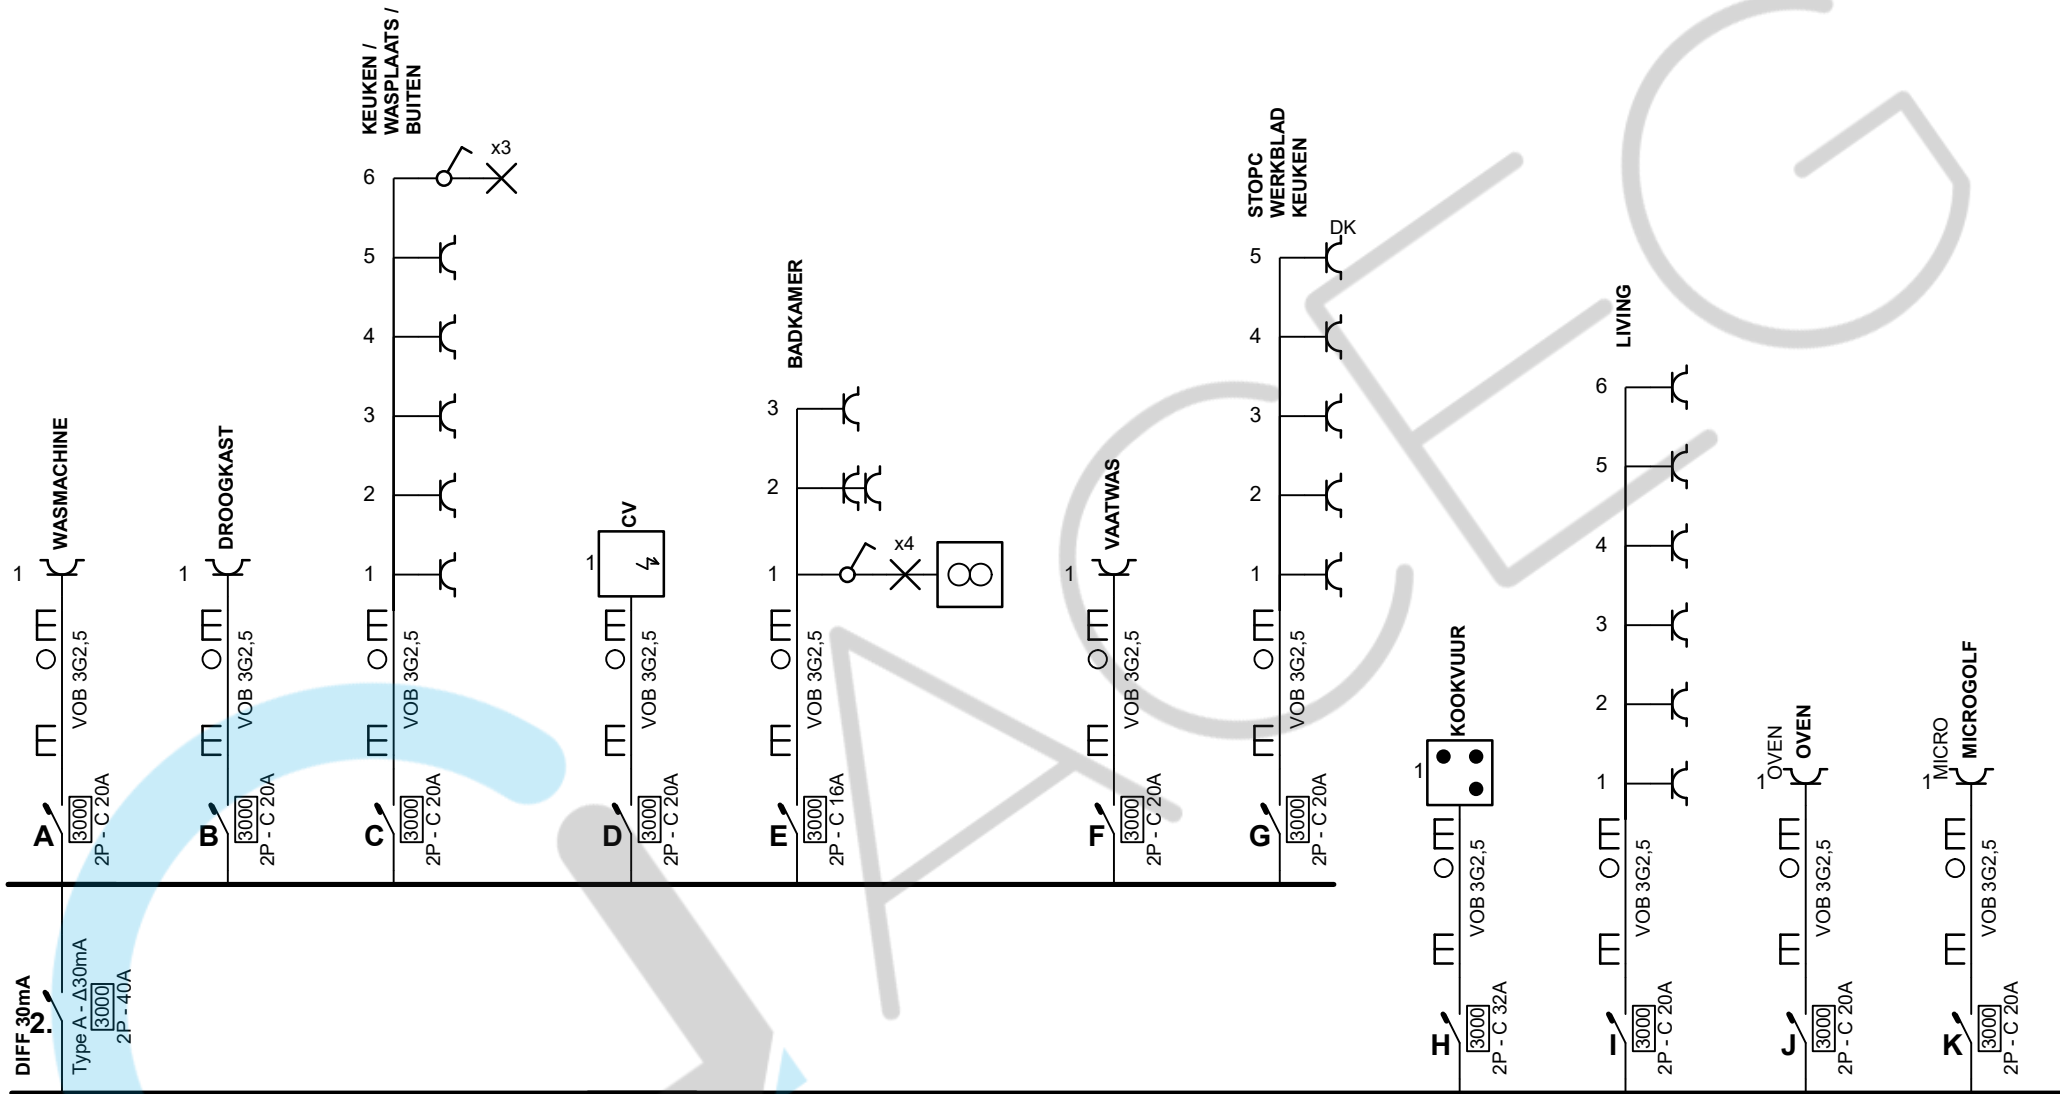 KEUKEN /
WASPLAATS /
BUITEN
6
x3
5
4
3
2
1
WASMACHINE
1
DROOGKAST
1
CV
1
BADKAMER
3
2
1
x4
VAATWAS
1
STOPC
WERKBLAD
KEUKEN
DK
5
4
3
2
1
LIVING
6
5
4
3
2
1
KOOKVUUR
1
OVEN
OVEN
1
MICRO
MICROGOLF
1
VOB 3G2,5
VOB 3G2,5
VOB 3G2,5
VOB 3G2,5
VOB 3G2,5
VOB 3G2,5
VOB 3G2,5
A
3000
2P - C 20A
B
3000
2P - C 20A
C
3000
2P - C 20A
D
3000
2P - C 20A
E
3000
2P - C 16A
F
3000
2P - C 20A
G
3000
2P - C 20A
VOB 3G2,5
VOB 3G2,5
VOB 3G2,5
VOB 3G2,5
H
3000
2P - C 32A
I
3000
2P - C 20A
J
3000
2P - C 20A
K
3000
2P - C 20A
DIFF 30mA
2.
Type A - Δ30mA
3000
2P - 40A
ACEG